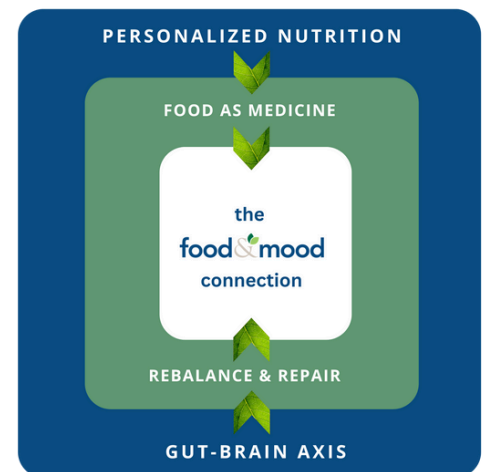 PERSONALIZED NUTRITION
FOOD AS MEDICINE
the
food&mood
connection
REBALANCE & REPAIR
GUT-BRAIN AXIS